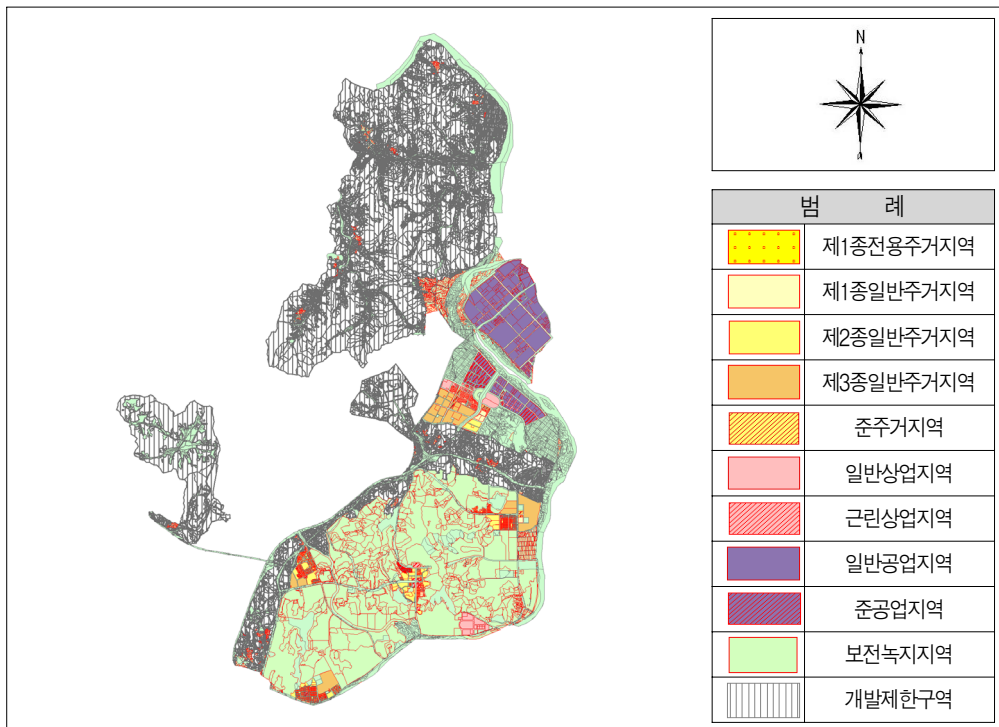 N
범 례
제1종전용주거지역
제1종일반주거지역
제2종일반주거지역
제3종일반주거지역
준주거지역
일반상업지역
근린상업지역
일반공업지역
준공업지역
보전녹지지역
개발제한구역